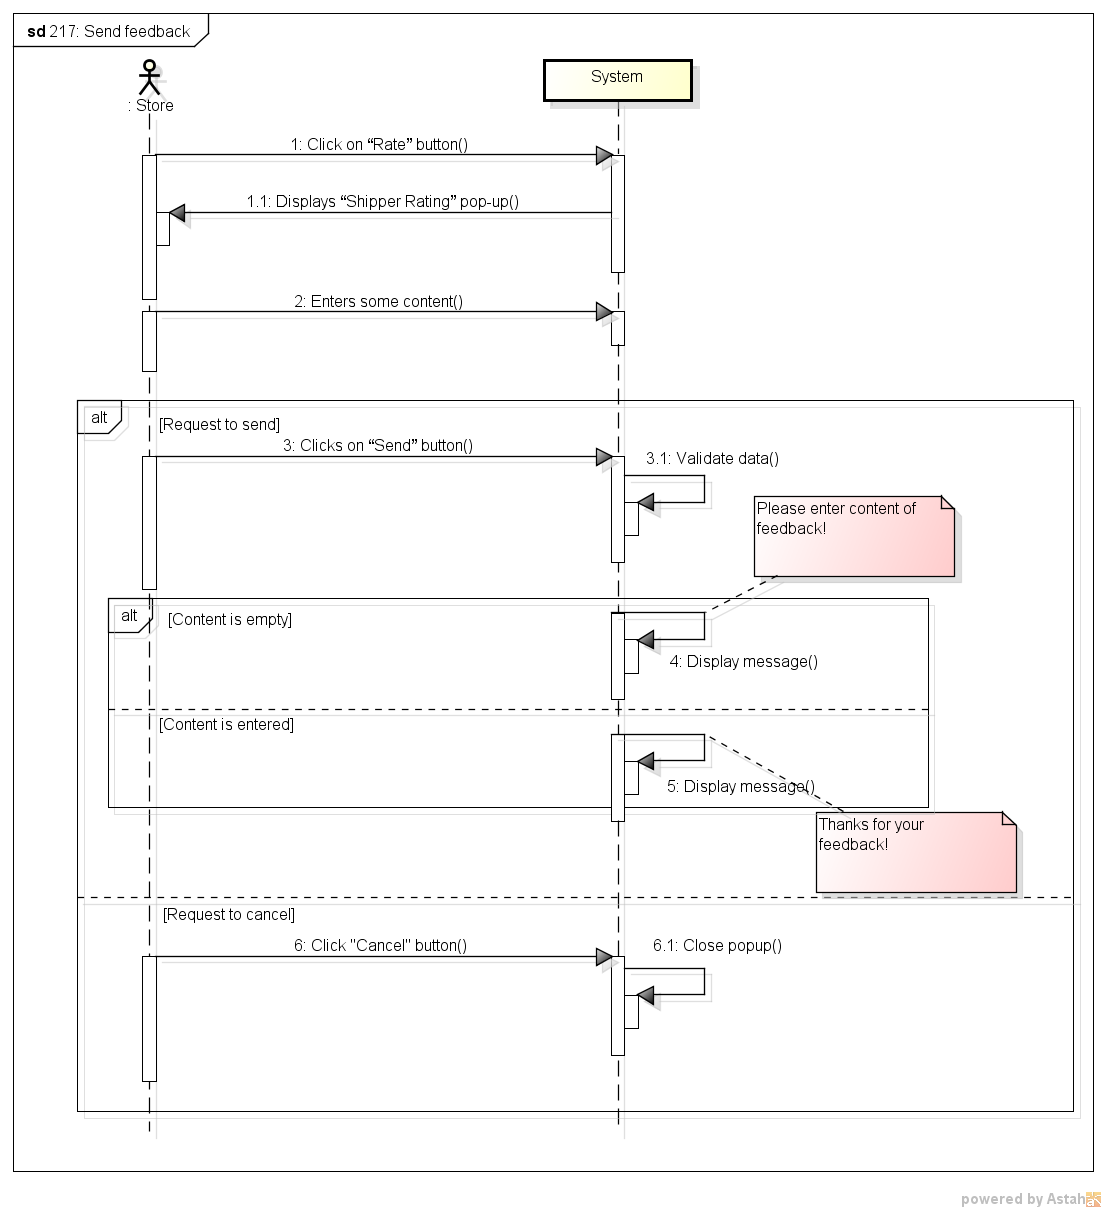 sd 217: Send feedback
: Store
System
1: Click on “Rate” button()
1.1: Displays “Shipper Rating” pop-up()
2: Enters some content()
alt
[Request to send]
3: Clicks on “Send” button()
3.1: Validate data()
Please enter content of
feedback!
alt
[Content is empty]
4: Display message()
[Content is entered]
5: Display message()
Thanks for your
feedback!
[Request to cancel]
6: Click "Cancel" button()
6.1: Close popup()
powered by Astah